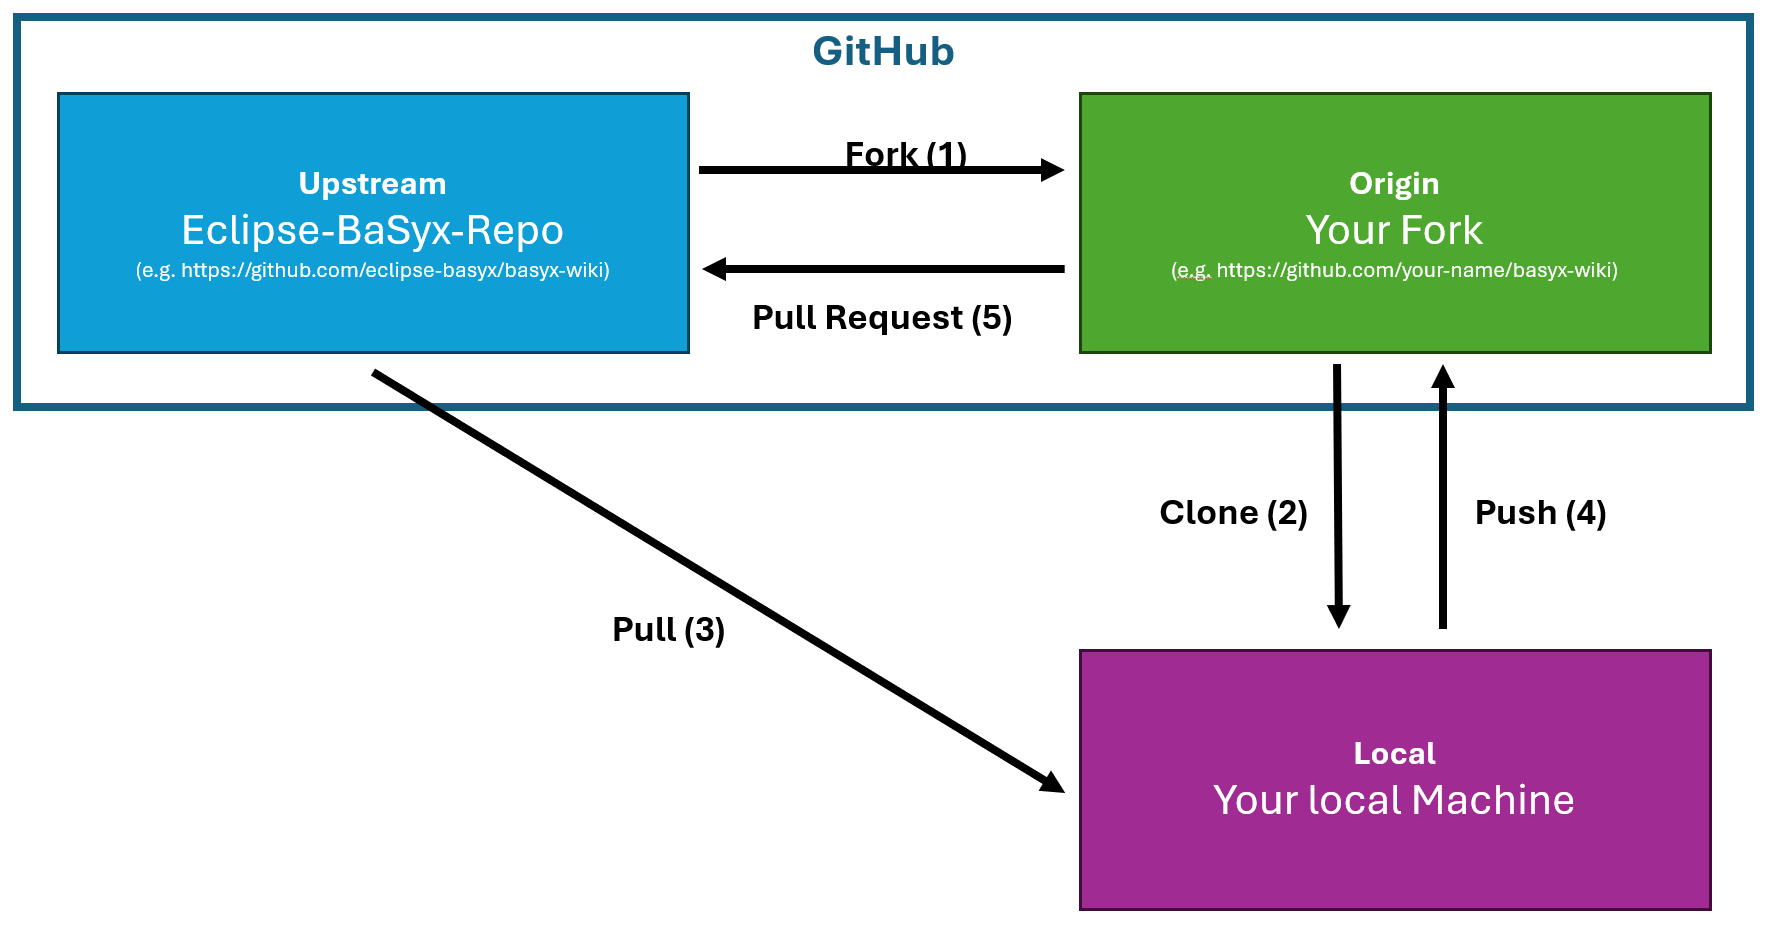 GitHub
Upstream
Eclipse-BaSyx-Repo
(e.g. https://github.com/eclipse-basyx/basyx-wiki)
Fork (1)
Pull Request (5)
Origin
Your Fork
(e.g. https://github.com/your-name/basyx-wiki)
Clone (2)
Push (4)
Pull (3)
Local
Your local Machine